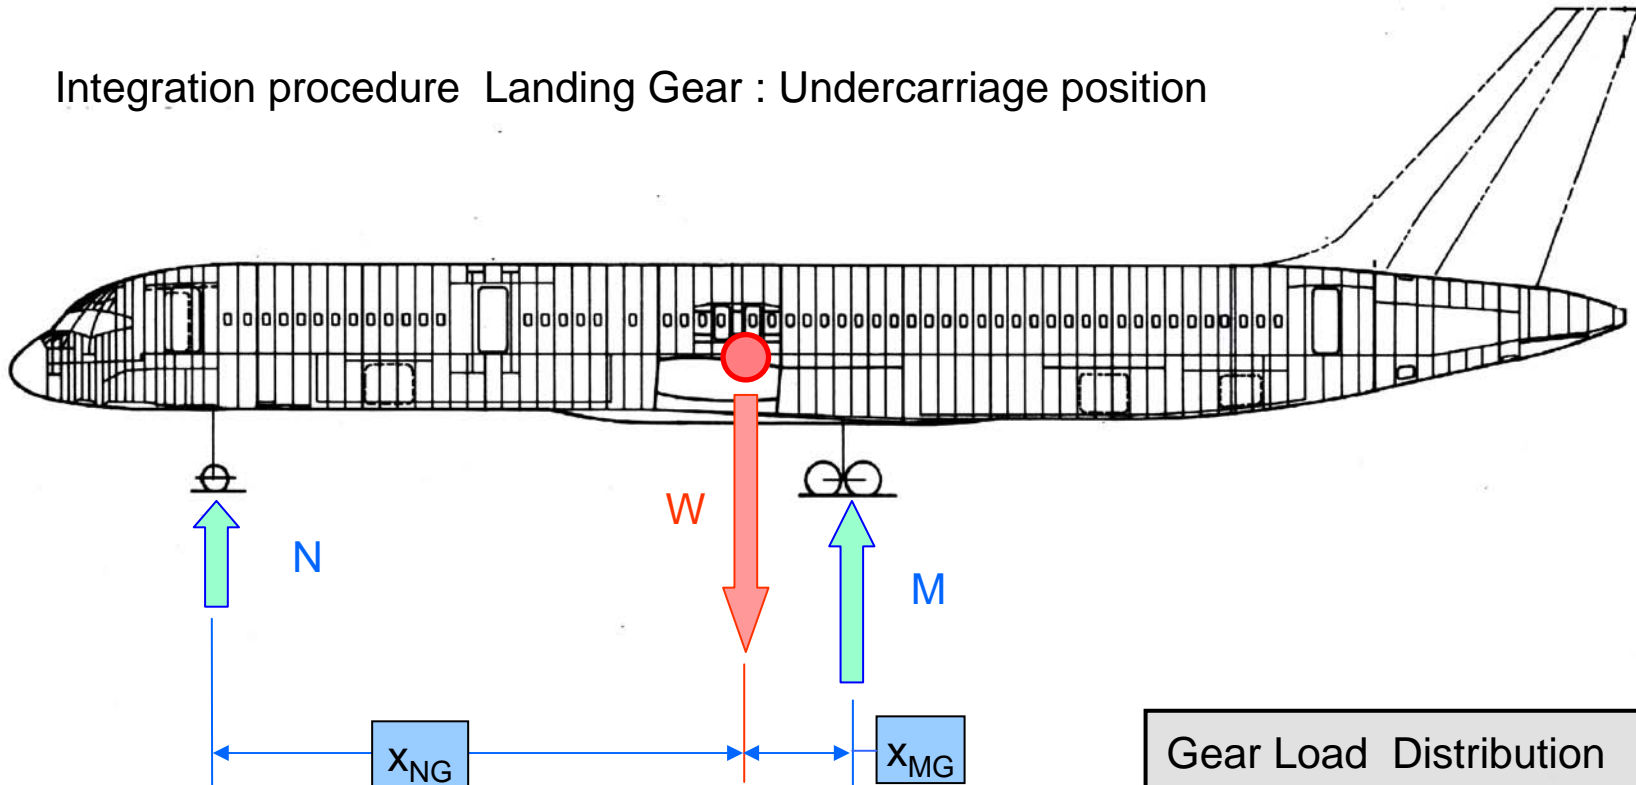 Integration procedure Landing Gear : Undercarriage position
W
N
M
xNG
xMG
Gear Load Distribution